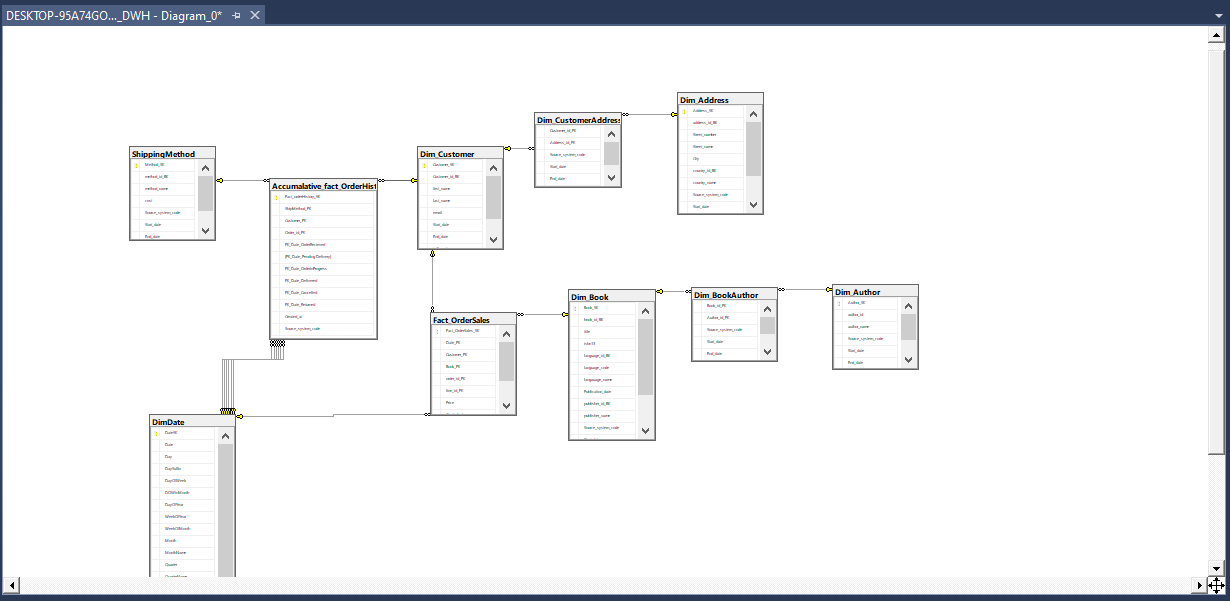 DESKTOP-95A74GO..._DWH - Diagram_0*
Dim_Address
Address_SK
address_id_BK
Street_number
Street_name
City
country_id_BK
country_name
Source_system_code
Start_date
Dim_CustomerAddress
Customer_id_FK
Address_id_FK
Source_system_code
Start_date
End_date
ShippingMethod
Method_SK
method_id_BK
method_name
cost
Source_system_code
Start_date
End_date
Dim_Customer
Customer_SK
Customer_id_BK
first_name
last_name
email
Start_date
End_date
Accumalative_fact_OrderHist
Fact_orderHistory_SK
ShipMethod_FK
Customer_FK
Order_id_FK
FK_Date_OrderRecieved
[FK_Date_Pending Delivery]
FK_Date_OrderInProgress
FK_Date_Delivered
FK_Date_Cancelled
FK_Date_Returned
Created_at
Source_system_code
Dim_Book
Book_SK
book_id_BK
title
isbn13
language_id_BK
language_code
language_name
Publication_date
publisher_id_BK
publisher_name
Source_system_code
Dim_BookAuthor
Book_id_FK
Author_id_FK
Source_system_code
Start_date
End_date
Dim_Author
Author_SK
author_id
author_name
Source_system_code
Start_date
End_date
Fact_OrderSales
Fact_OrderSales_SK
Date_FK
Customer_FK
Book_FK
order_id_FK
line_id_FK
Price
DimDate
DateSK
Date
Day
DaySuffix
DayOfWeek
DOWInMonth
DayOfYear
WeekOfYear
WeekOfMonth
Month
MonthName
Quarter
QuarterName